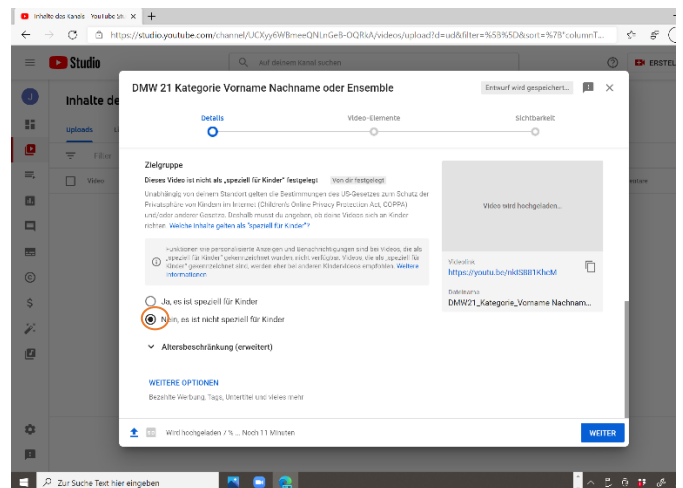 Inhalte des Kanals - YouTube St
https://studio.youtube.com/channel/UCXyy6WBmeeQNLnGeB-OQRkA/videos/upload?d=ud&filter=%5B%5D&sort=%7B"columnT...
Studio
Auf deinem Kanal suchen
ERSTEL
J
Inhalte de
Uploads
Filter
Video
DMW 21 Kategorie Vorname Nachname oder Ensemble
Entwurf wird gespeichert...
Details
Video-Elemente
Sichtbarkeit
Zielgruppe
Dieses Video ist nicht als „speziell für Kinder" festgelegt Von dir festgelegt
Unabhängig von deinem Standort gelten die Bestimmungen des US-Gesetzes zum Schutz der
Privatsphäre von Kindern im Internet (Children's Online Privacy Protection Act, COPPA)
und/oder anderer Gesetze. Deshalb musst du angeben, ob deine Videos sich an Kinder
richten. Welche Inhalte gelten als "speziell für Kinder"?
Funktionen wie personalisierte Anzeigen und Benachrichtigungen sind bei Videos, die als
„speziell für Kinder" gekennzeichnet wurden, nicht verfügbar. Videos, die als „speziell für
Kinder" gekennzeichnet sind, werden eher bei anderen Kindervideos empfohlen. Weitere
Informationen
Ja, es ist speziell für Kinder
Nein, es ist nicht speziell für Kinder
Altersbeschränkung (erweitert)
WEITERE OPTIONEN
Bezahlte Werbung, Tags, Untertitel und vieles mehr
Video wird hochgeladen...
Videolink
https://youtu.be/nktS881KhcM
Dateiname
DMW21_Kategorie_Vorname Nachnam...
Wird hochgeladen 7 % ... Noch 11 Minuten
WEITER
Zur Suche Text hier eingeben